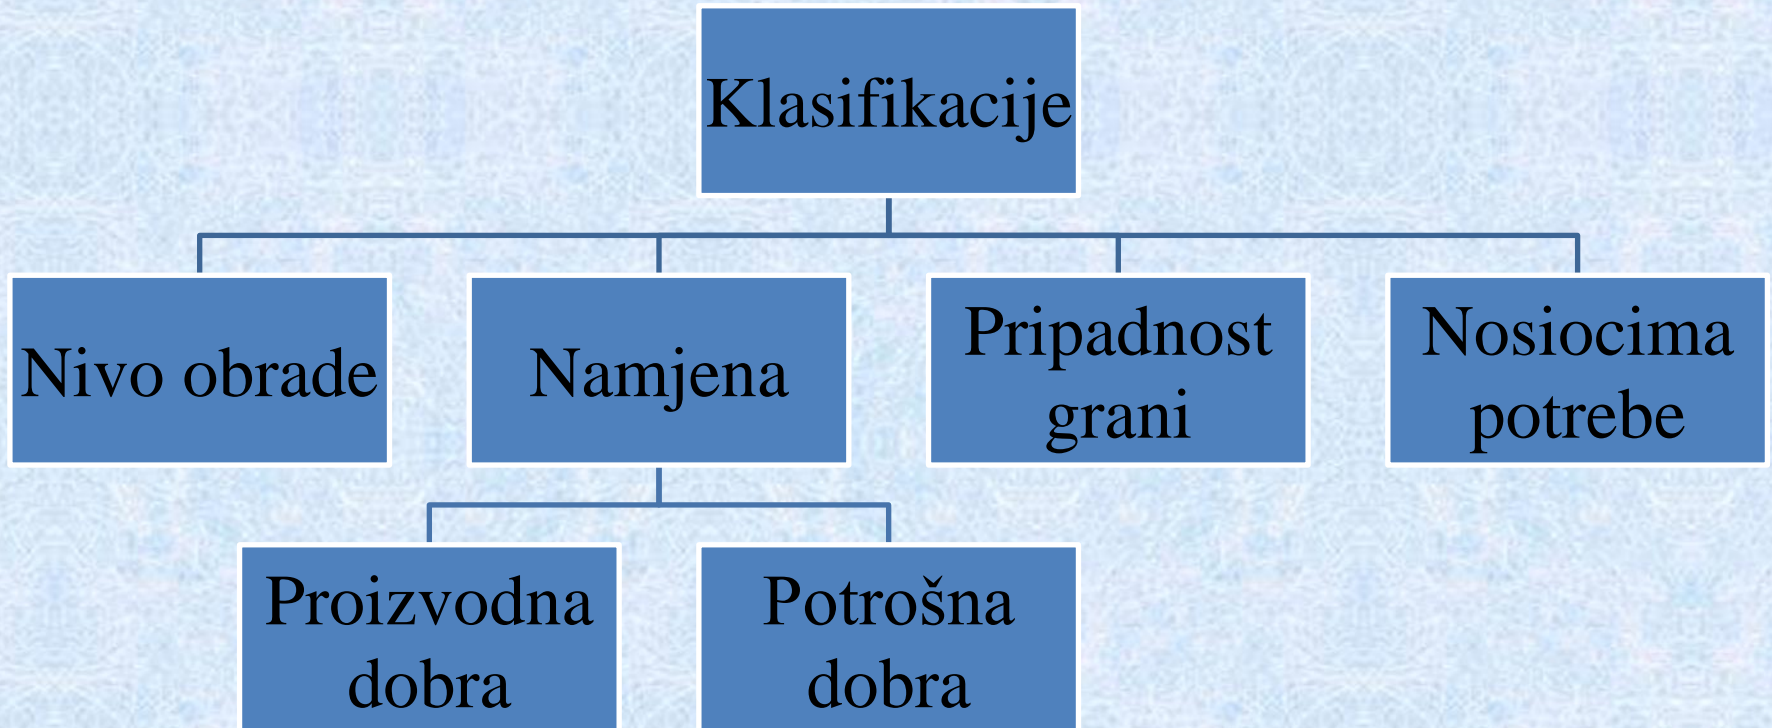 Klasifikacije
Nivo obrade
Namjena
Pripadnost
grani
Nosiocima
potrebe
Proizvodna
dobra
Potrošna
dobra